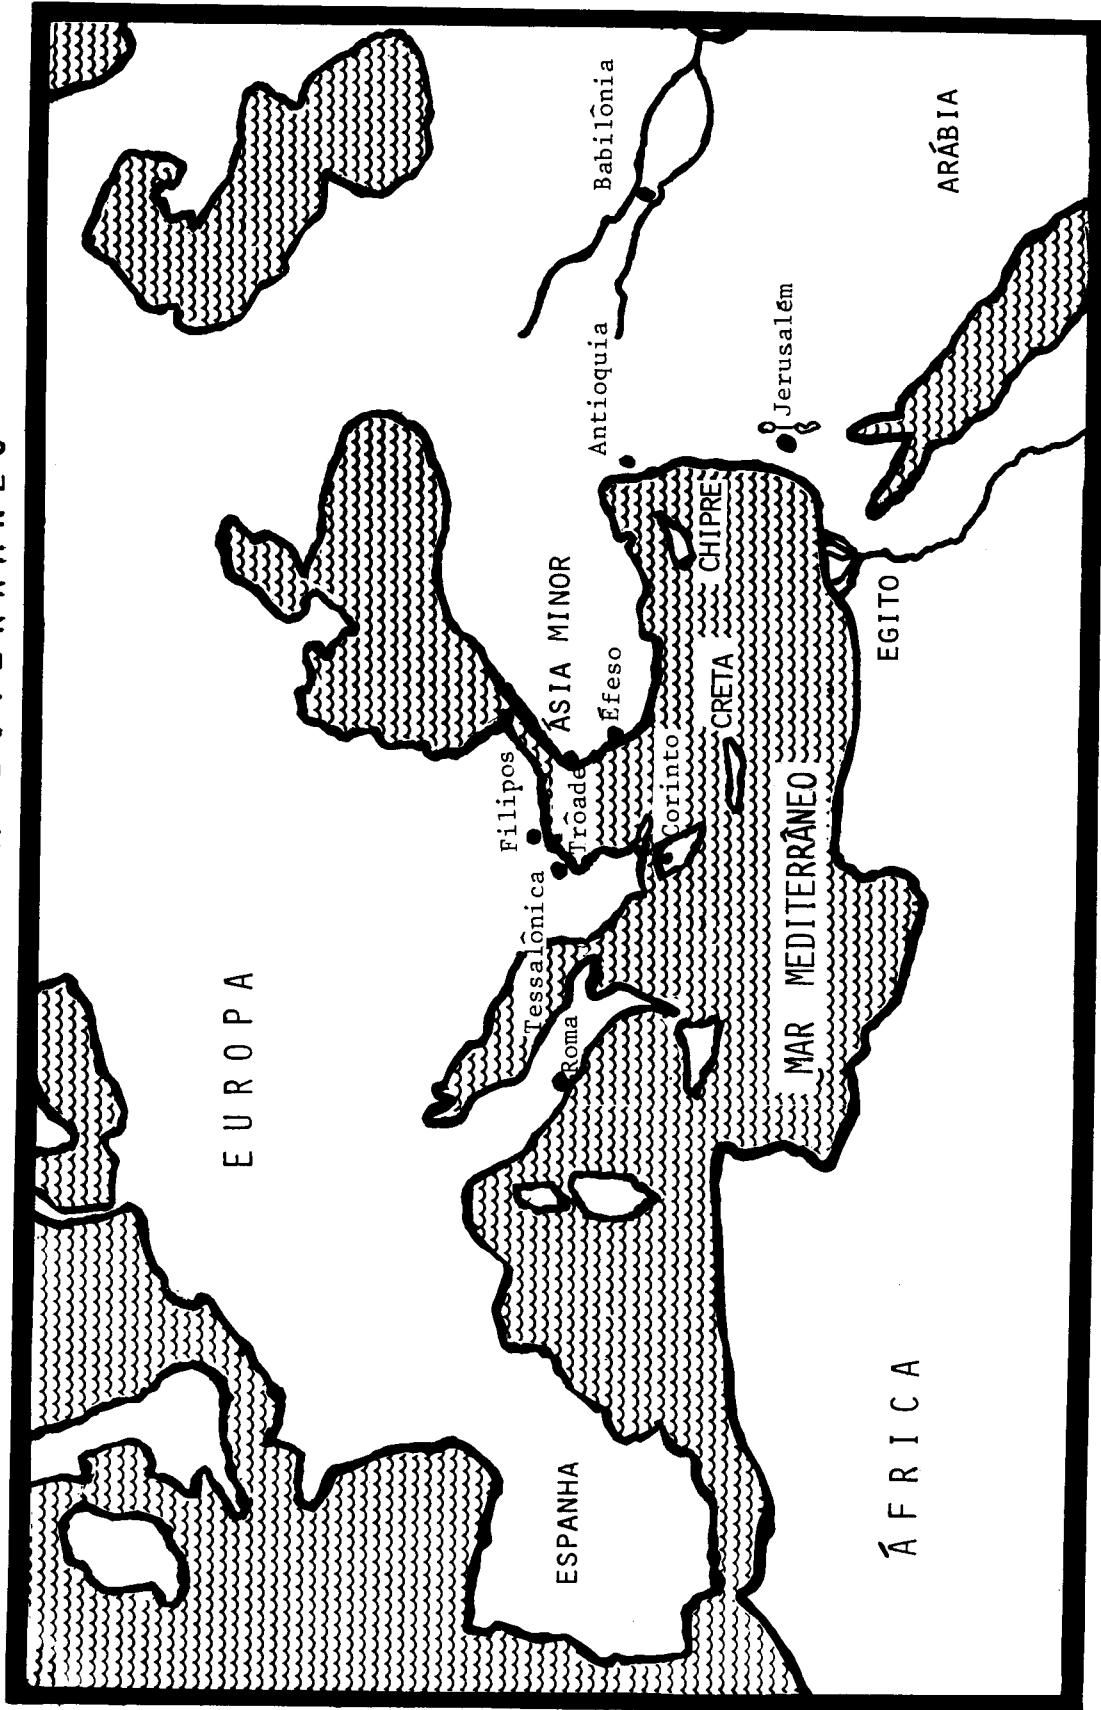 EUROPA
Filipos
Tessalônica
ÁSIA MINOR
ESPANHA
Roma
Trôade
Antioquia
Babilônia
Éfeso
Corinto
CHIPRE
CRETA
Jerusalém
MAR MEDITERRÂNEO
EGITO
ÁFRICA
ARÁBIA